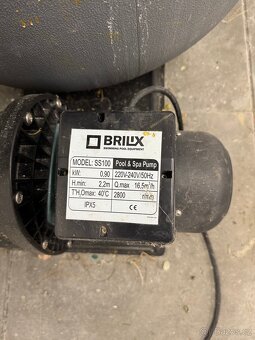 BRILIX
SWIMMING POOL EQUIPMENT
MODEL: SS100 Pool & Spa Pump
kW: 0,90 220V-240V/50Hz
H.min: 2,2m Q.max 16,5m³/h
T°H₂Omax: 40°C 2800 r/min
IPX5